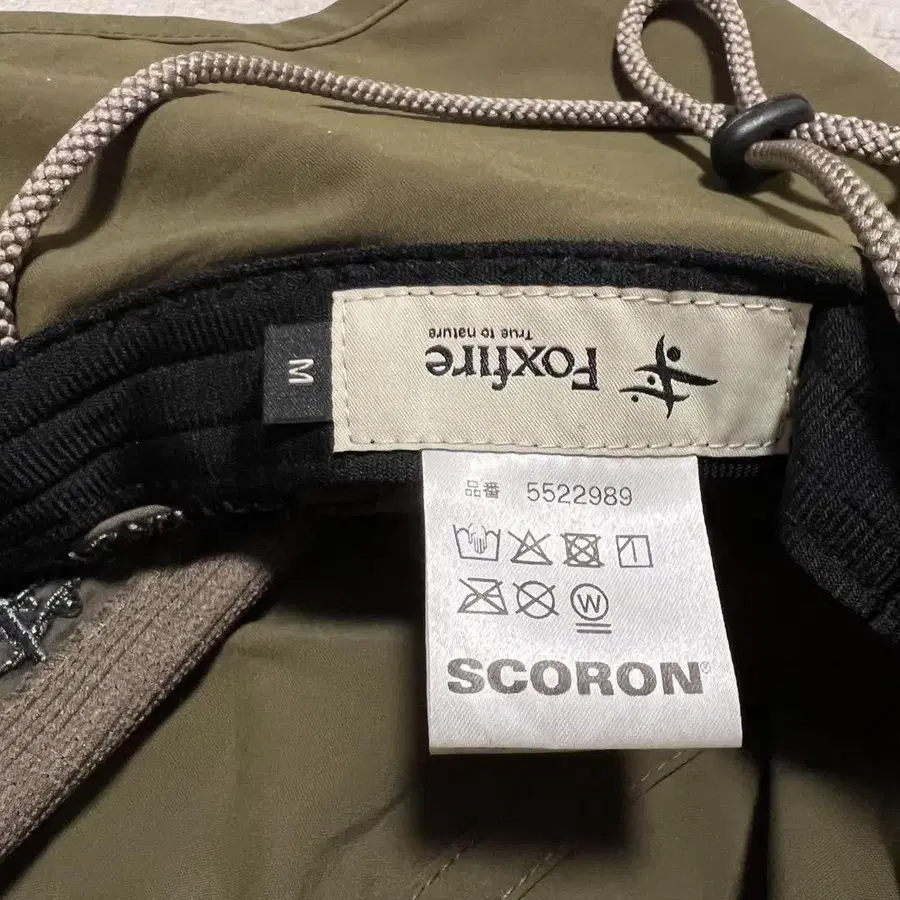 Foxfire
True to nature
M
品番 5522989
W
SCORON®